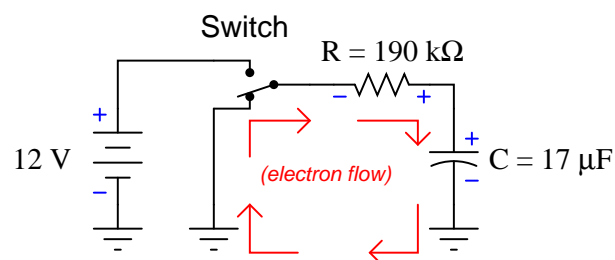 Switch
R = 190 kΩ
− +
+
12 V
−
(electron flow)
+
C = 17 μF
−